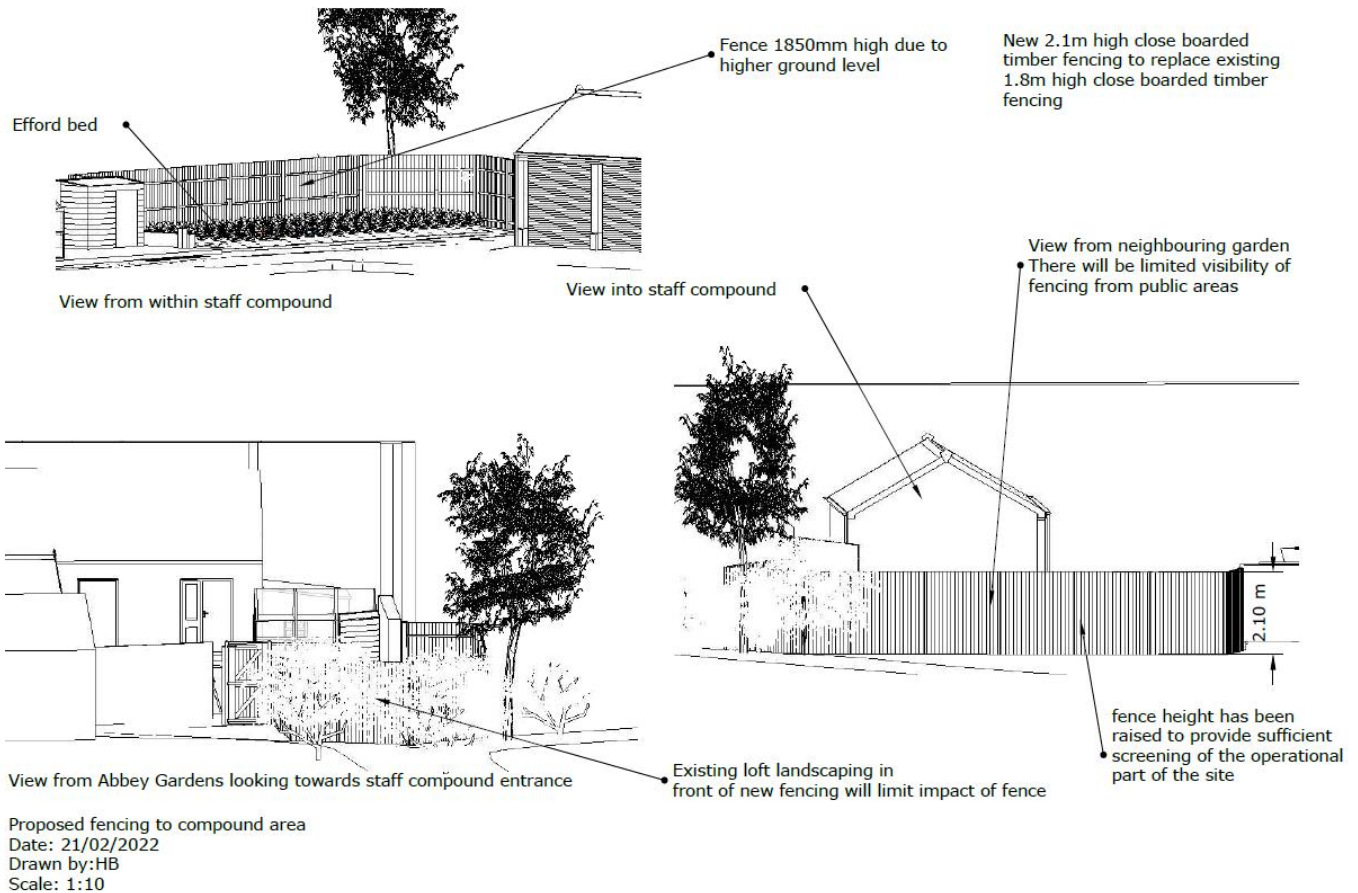 Fence 1850mm high due to
higher ground level
New 2.1m high close boarded
timber fencing to replace existing
1.8m high close boarded timber
fencing
Efford bed
View from within staff compound
View into staff compound
View from neighbouring garden
There will be limited visibility of
fencing from public areas
2.10 m
fence height has been
raised to provide sufficient
screening of the operational
part of the site
View from Abbey Gardens looking towards staff compound entrance
Existing loft landscaping in
front of new fencing will limit impact of fence
Proposed fencing to compound area
Date: 21/02/2022
Drawn by:HB
Scale: 1:10